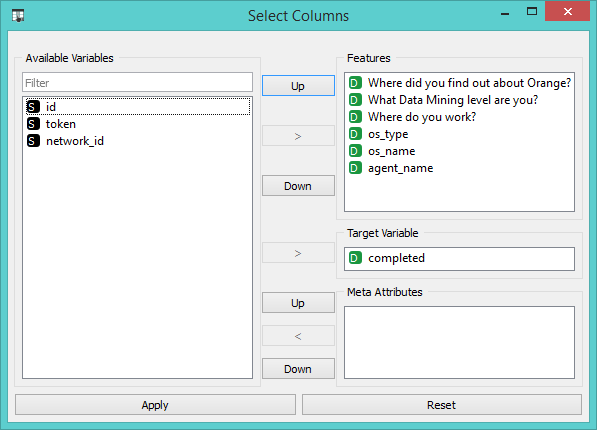 Select Columns
Available Variables
Filter
S id
S token
S network_id
Up
>
Down
>
Up
<
Down
Features
D Where did you find out about Orange?
D What Data Mining level are you?
D Where do you work?
D os_type
D os_name
D agent_name
Target Variable
D completed
Meta Attributes
Apply
Reset